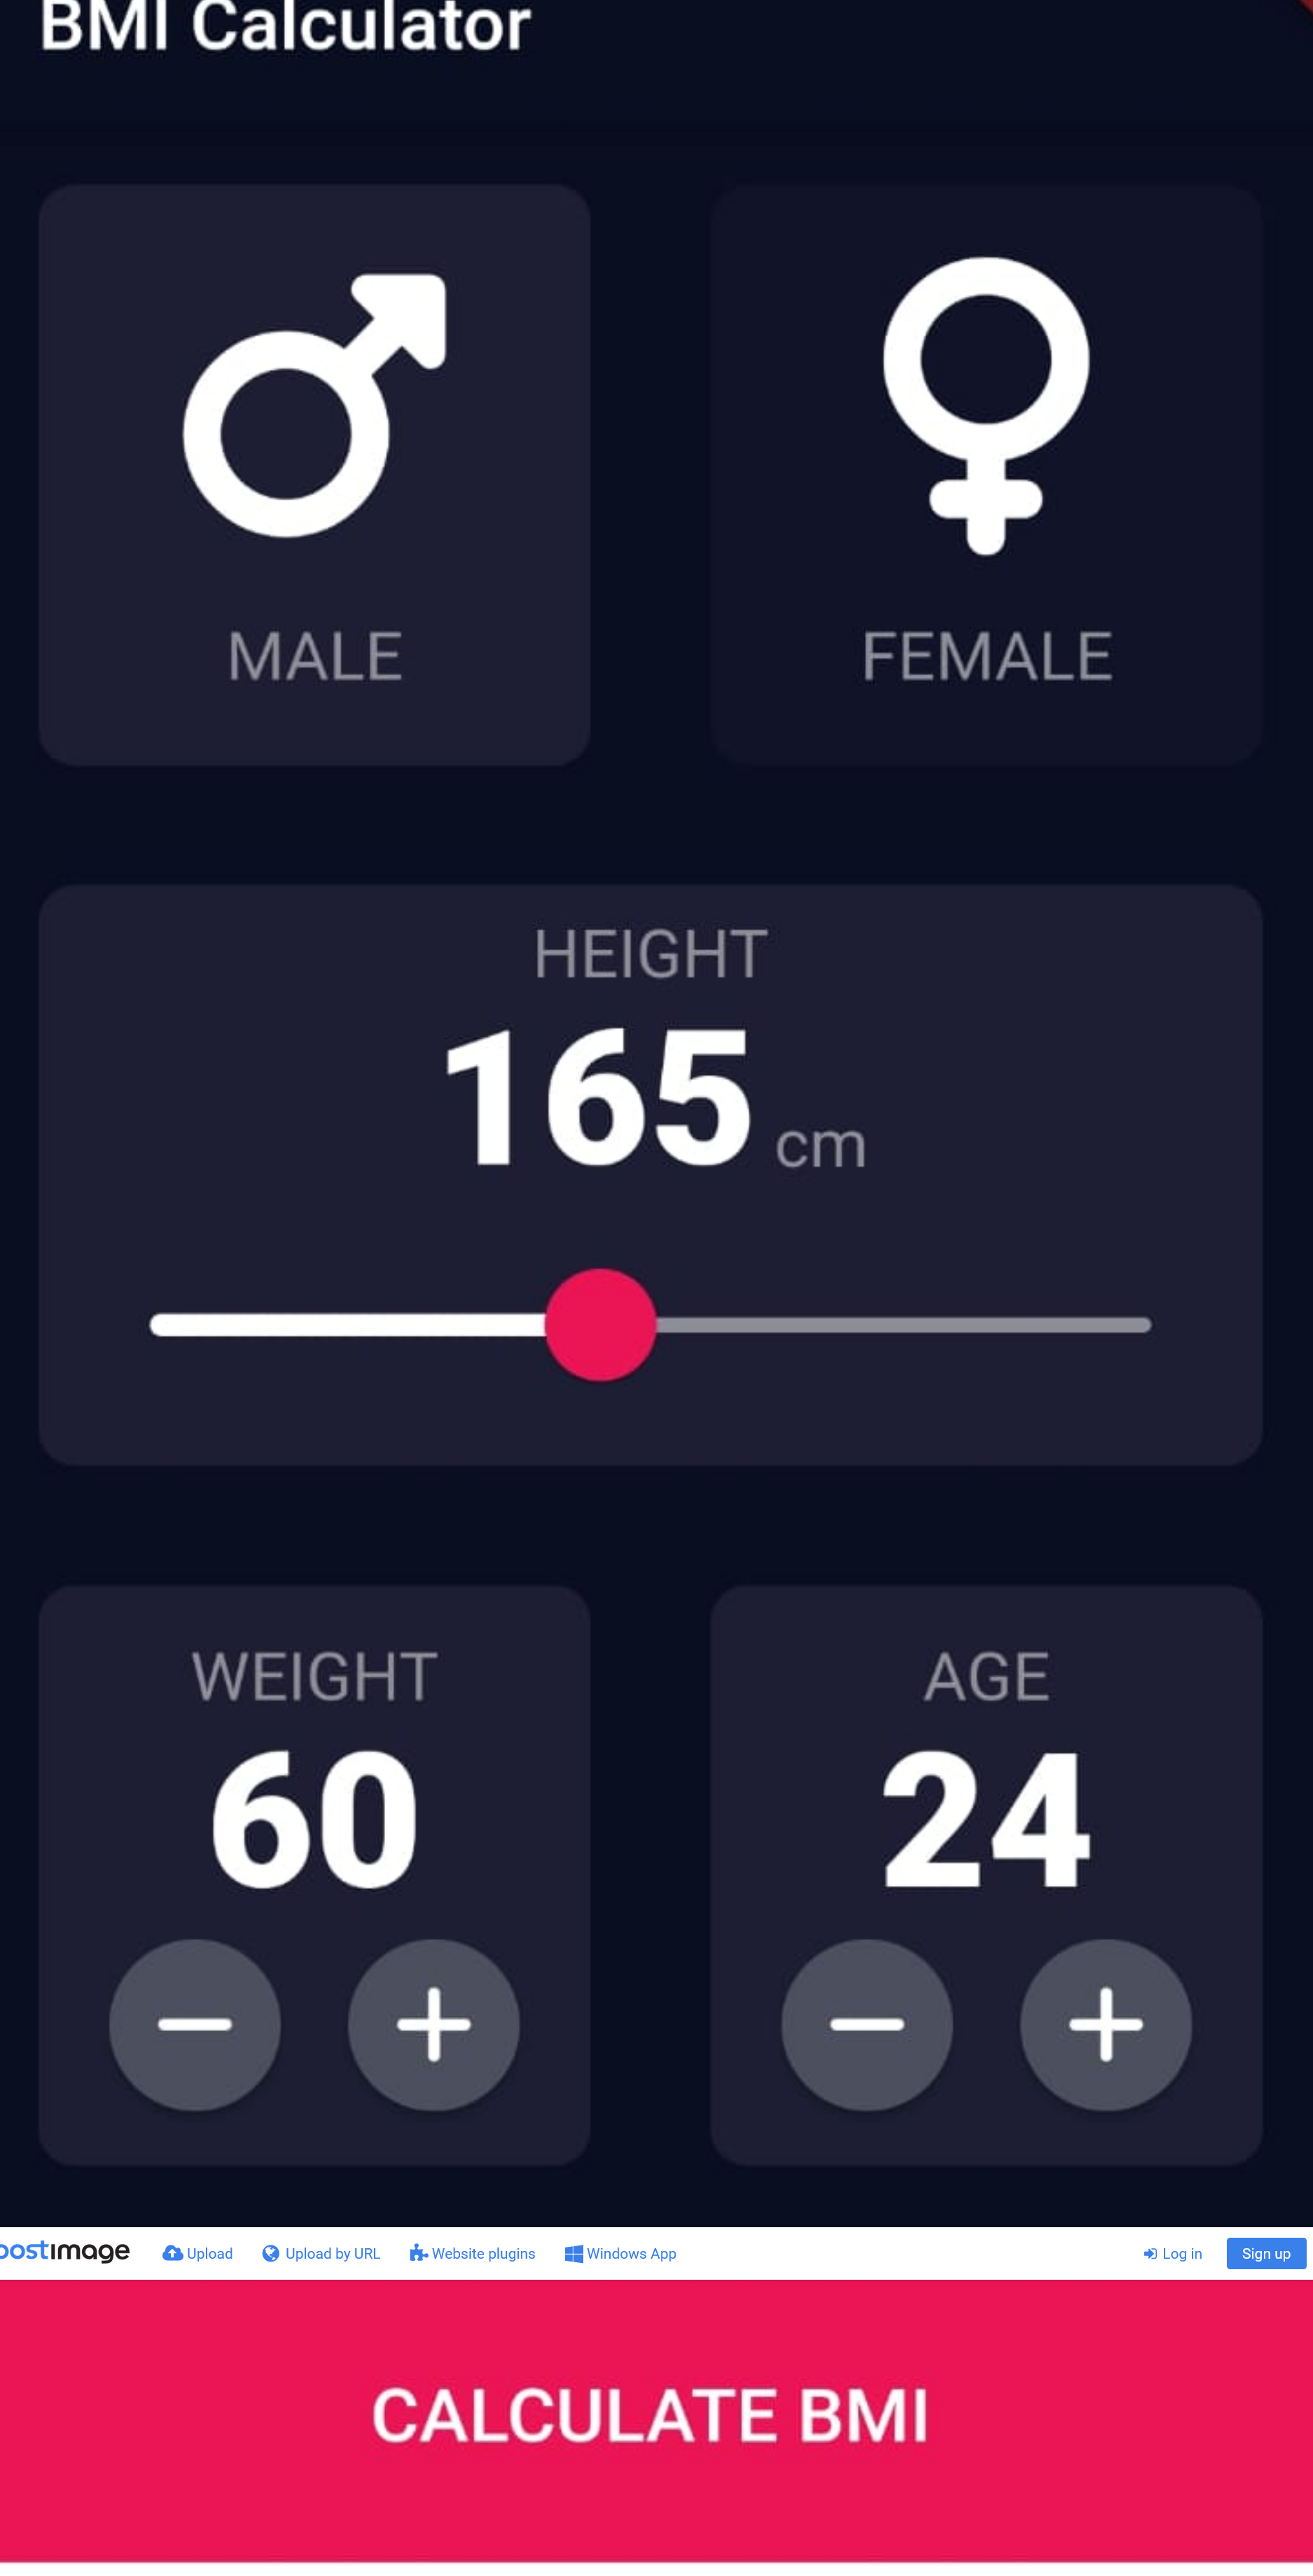 BMI Calculator
MALE
FEMALE
HEIGHT
165 cm
WEIGHT
60
AGE
24
postimage Upload Upload by URL Website plugins Windows App Log in Sign up
CALCULATE BMI